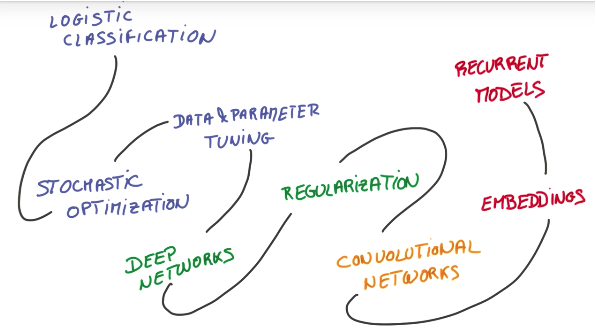 LOGISTIC
CLASSIFICATION
STOCHASTIC
OPTIMIZATION
DATA & PARAMETER
TUNING
DEEP
NETWORKS
REGULARIZATION
CONVOLUTIONAL
NETWORKS
EMBEDDINGS
RECURRENT
MODELS